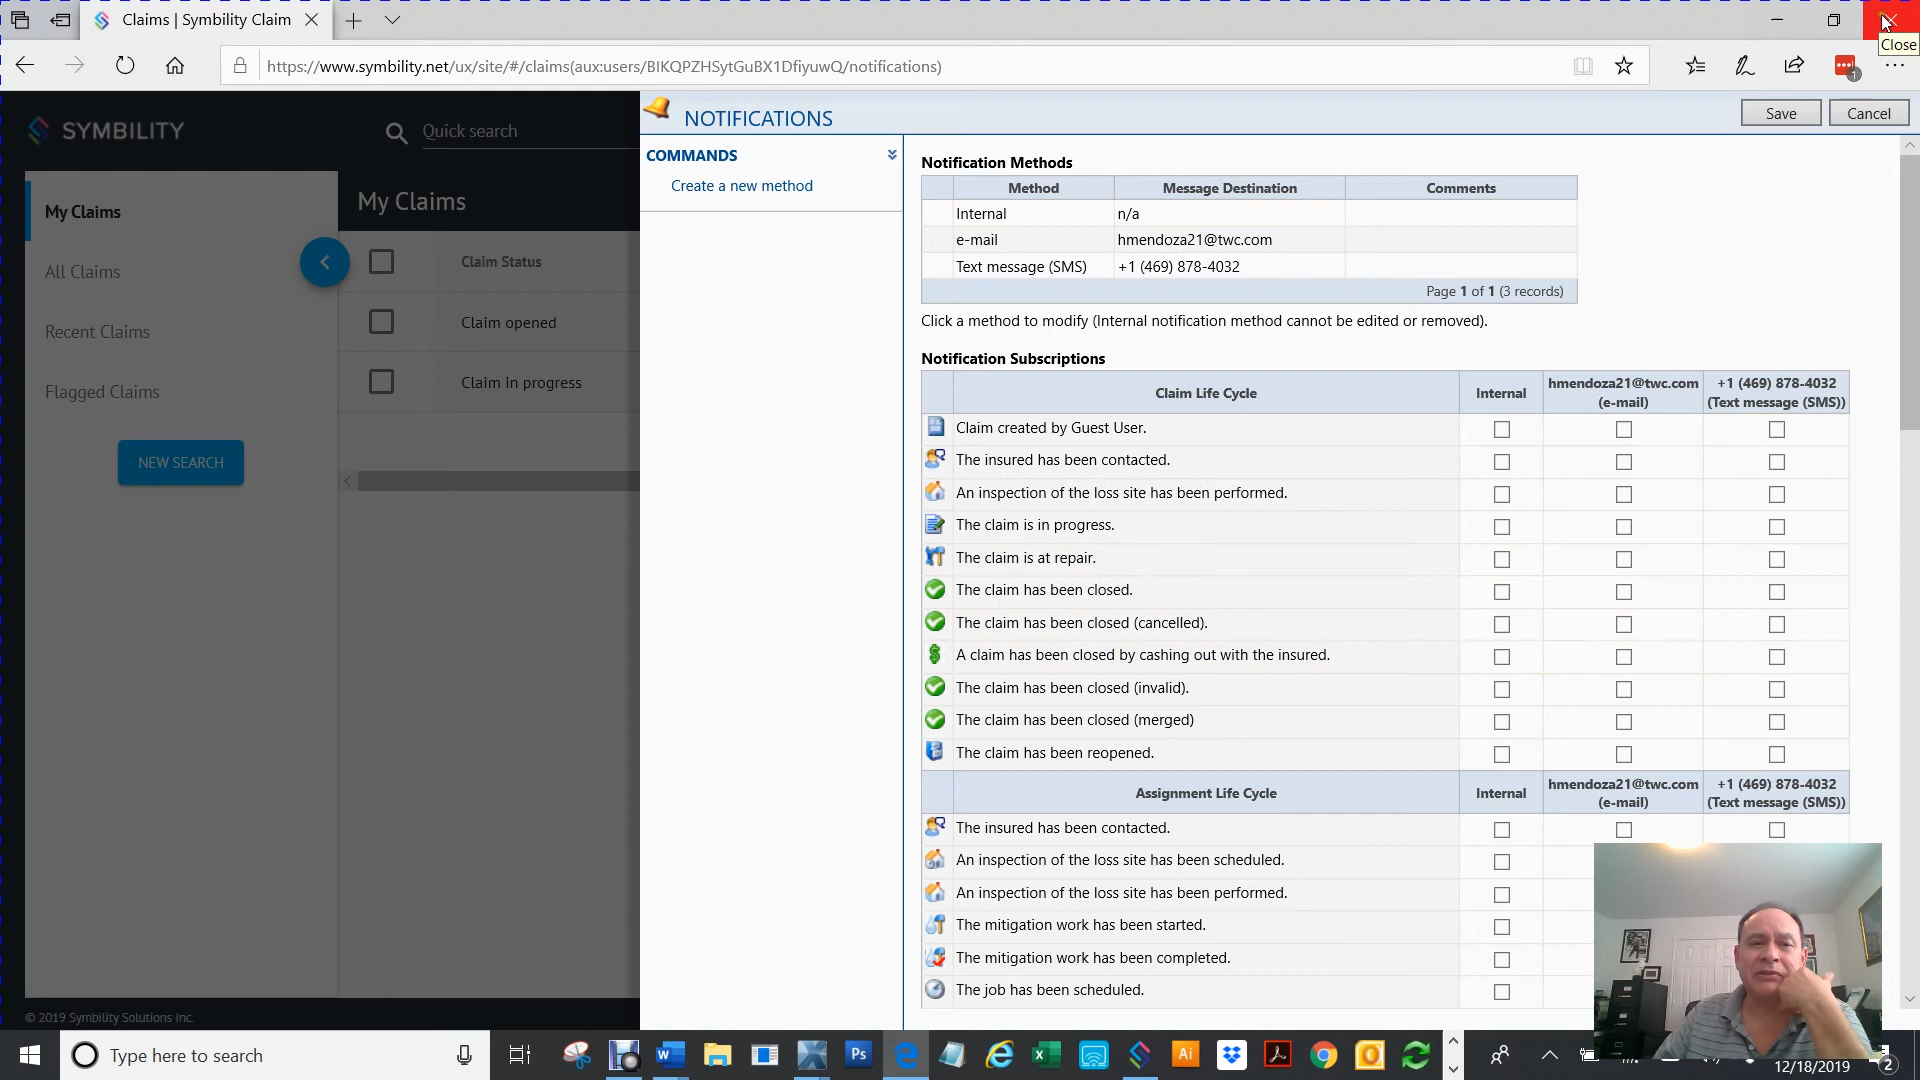 Claims | Symbility Claim
Close
https://www.symbility.net/ux/site/#/claims(aux:users/BIKQPZHSytGuBX1DfiyuwQ/notifications)
1
SYMBILITY
Quick search
My Claims
All Claims
Recent Claims
Flagged Claims
NEW SEARCH
My Claims
Claim Status
Claim opened
Claim in progress
© 2019 Symbility Solutions Inc.
NOTIFICATIONS
Save
Cancel
COMMANDS
Create a new method
Notification Methods
Method Message Destination Comments
Internal n/a
e-mail hmendoza21@twc.com
Text message (SMS) +1 (469) 878-4032
Page 1 of 1 (3 records)
Click a method to modify (Internal notification method cannot be edited or removed).
Notification Subscriptions
Claim Life Cycle Internal hmendoza21@twc.com (e-mail) +1 (469) 878-4032 (Text message (SMS))
Claim created by Guest User.
The insured has been contacted.
An inspection of the loss site has been performed.
The claim is in progress.
The claim is at repair.
The claim has been closed.
The claim has been closed (cancelled).
A claim has been closed by cashing out with the insured.
The claim has been closed (invalid).
The claim has been closed (merged)
The claim has been reopened.
Assignment Life Cycle Internal hmendoza21@twc.com (e-mail) +1 (469) 878-4032 (Text message (SMS))
The insured has been contacted.
An inspection of the loss site has been scheduled.
An inspection of the loss site has been performed.
The mitigation work has been started.
The mitigation work has been completed.
The job has been scheduled.
Type here to search
Ps
Ai
12/18/2019
2